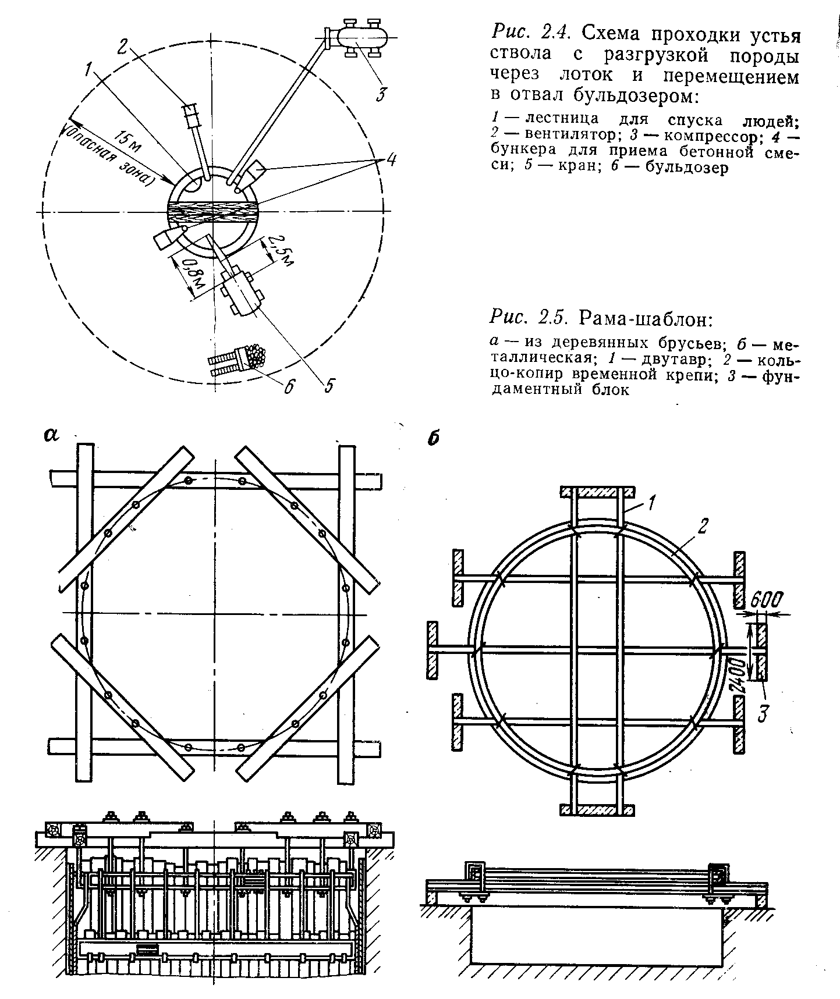 Рис. 2.4. Схема проходки устья
ствола с разгрузкой породы
через лоток и перемещением
в отвал бульдозером:
1 — лестница для спуска людей;
2 — вентилятор; 3 — компрессор; 4 —
бункера для приема бетонной сме-
си; 5 — кран; 6 — бульдозер
1
2
3
15м
(опасная зона)
4
2,5м
0,8м
6
5
Рис. 2.5. Рама-шаблон:
а — из деревянных брусьев; б — ме-
таллическая; 1 — двутавр; 2 — коль-
цо-копир временной крепи; 3 — фун-
даментный блок
а
б
1
2
600
2400
3